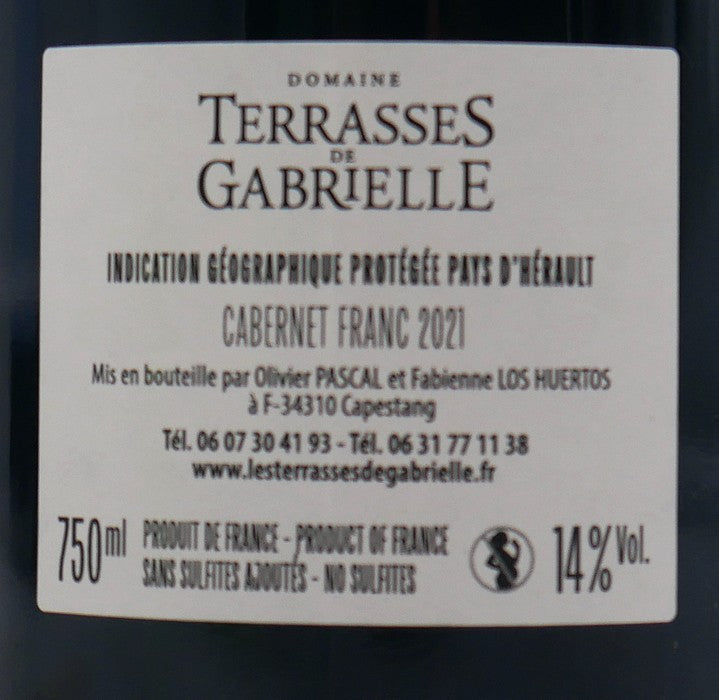 DOMAINE
TERRASSES
DE
GABRIELLE
INDICATION GÉOGRAPHIQUE PROTÉGÉE PAYS D'HÉRAULT
CABERNET FRANC 2021
Mis en bouteille par Olivier PASCAL et Fabienne LOS HUERTOS
à F-34310 Capestang
Tél. 06 07 30 41 93 - Tél. 06 31 77 11 38
www.lesterrassesdegabrielle.fr
750ml PRODUIT DE FRANCE - PRODUCT OF FRANCE 14% Vol.
SANS SULFITES AJOUTÉS - NO SULFITES